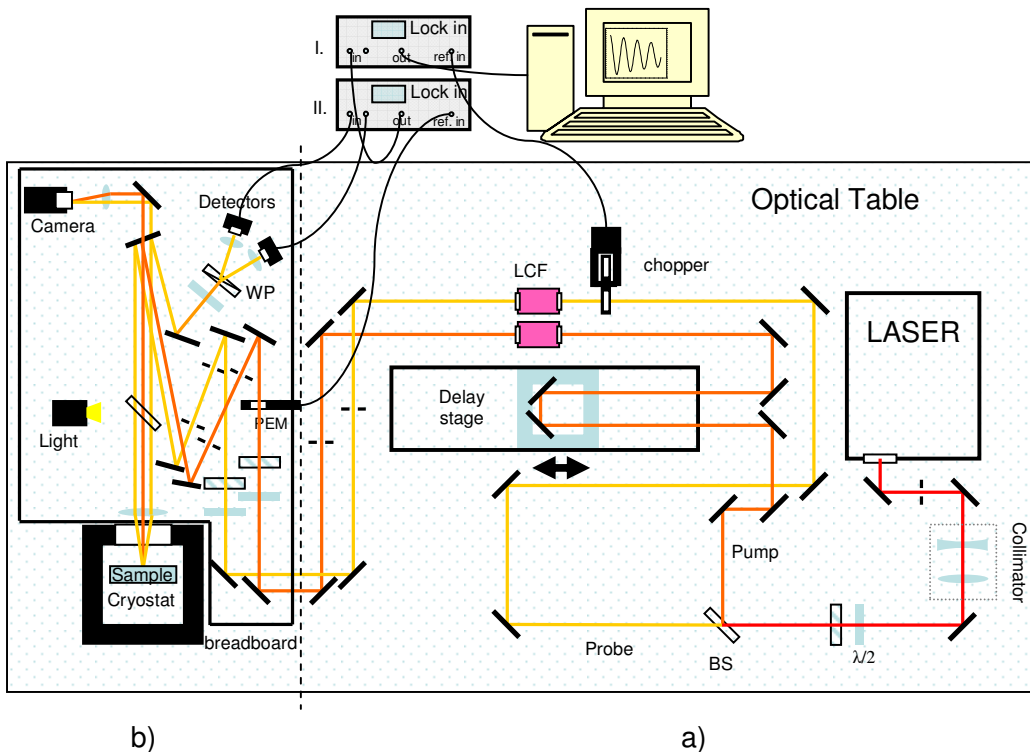 Lock in
I.
in
out
ref. in
Lock in
II.
in
out
ref. in
Optical Table
Camera
Detectors
WP
LCF
chopper
LASER
Delay
stage
Light
PEM
Collimator
Sample
Cryostat
Pump
breadboard
Probe
BS
λ/2
b)
a)